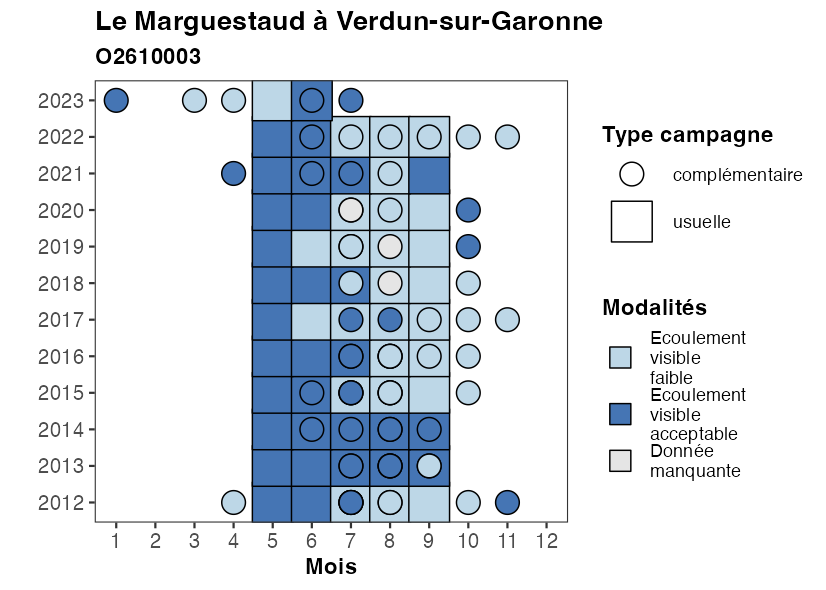 Le Marguestaud à Verdun-sur-Garonne
O2610003
2023
2022
2021
2020
2019
2018
2017
2016
2015
2014
2013
2012
1 2 3 4 5 6 7 8 9 10 11 12
Mois
Type campagne
complémentaire
usuelle
Modalités
Ecoulement
visible
faible
Ecoulement
visible
acceptable
Donnée
manquante